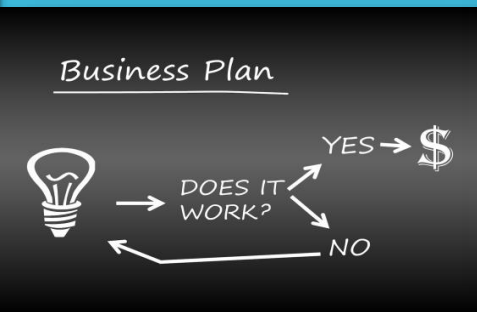 Business Plan
YES
$
DOES IT
WORK?
NO